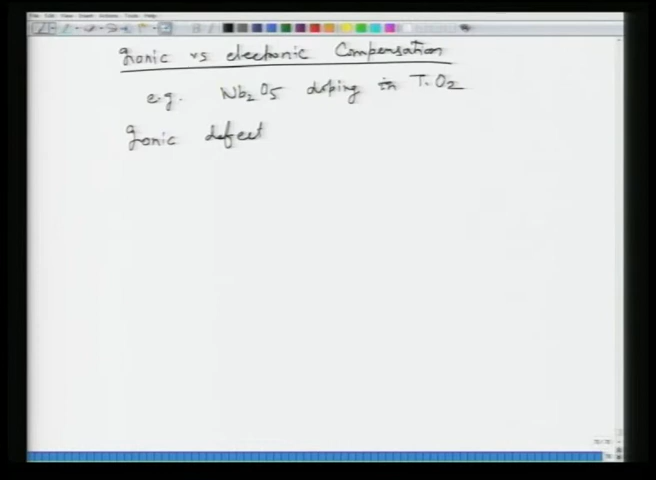 Ionic vs electronic Compensation
e.g. Nb2O5 doping in TiO2
Ionic defect